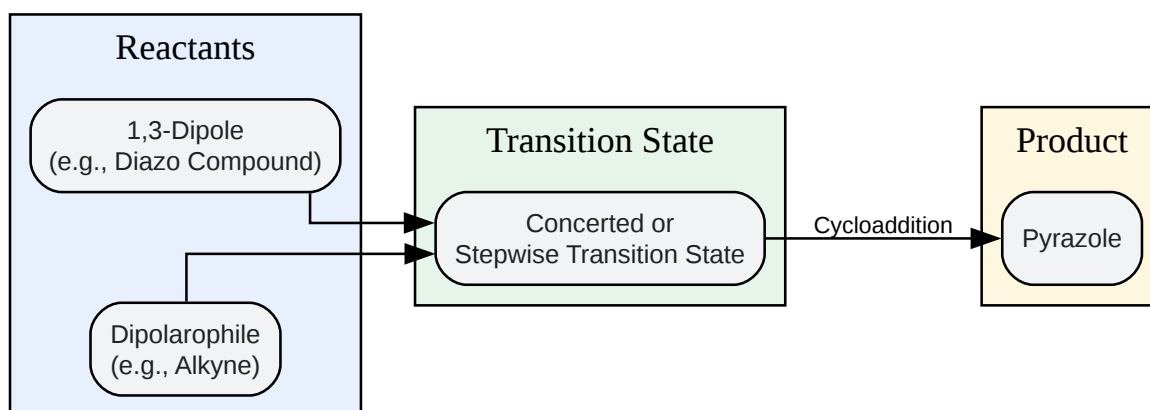 Reactants
1,3-Dipole
(e.g., Diazo Compound)
Dipolarophile
(e.g., Alkyne)
Transition State
Concerted or
Stepwise Transition State
Cycloaddition
Product
Pyrazole